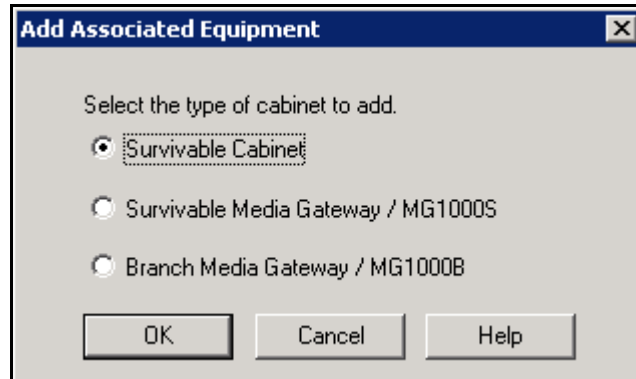 Add Associated Equipment
Select the type of cabinet to add.
Survivable Cabinet
Survivable Media Gateway / MG1000S
Branch Media Gateway / MG1000B
OK Cancel Help